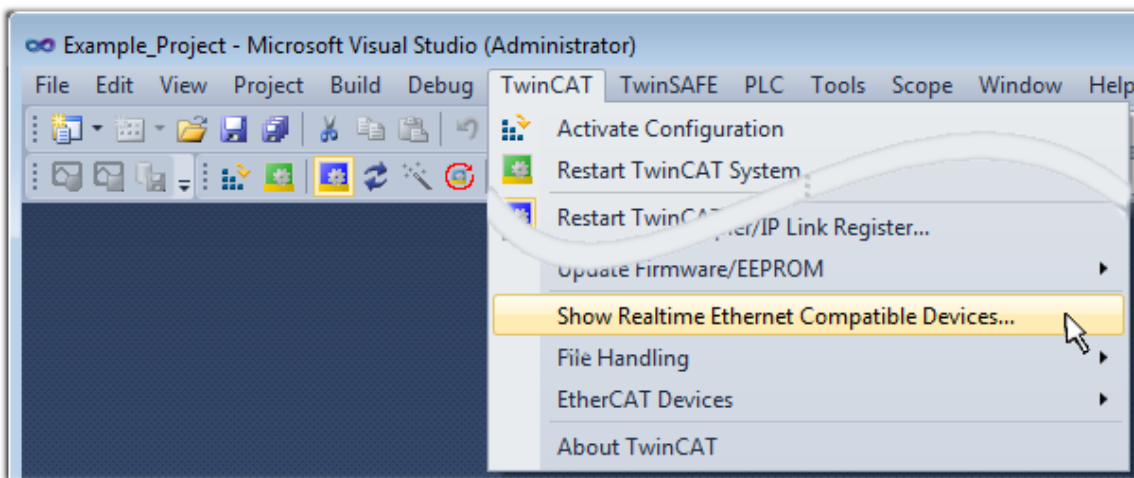 Example_Project - Microsoft Visual Studio (Administrator)
File Edit View Project Build Debug TwinCAT TwinSAFE PLC Tools Scope Window Help
Activate Configuration
Restart TwinCAT System
Restart TwinCAT /IP Link Register...
Update Firmware/EEPROM
Show Realtime Ethernet Compatible Devices...
File Handling
EtherCAT Devices
About TwinCAT